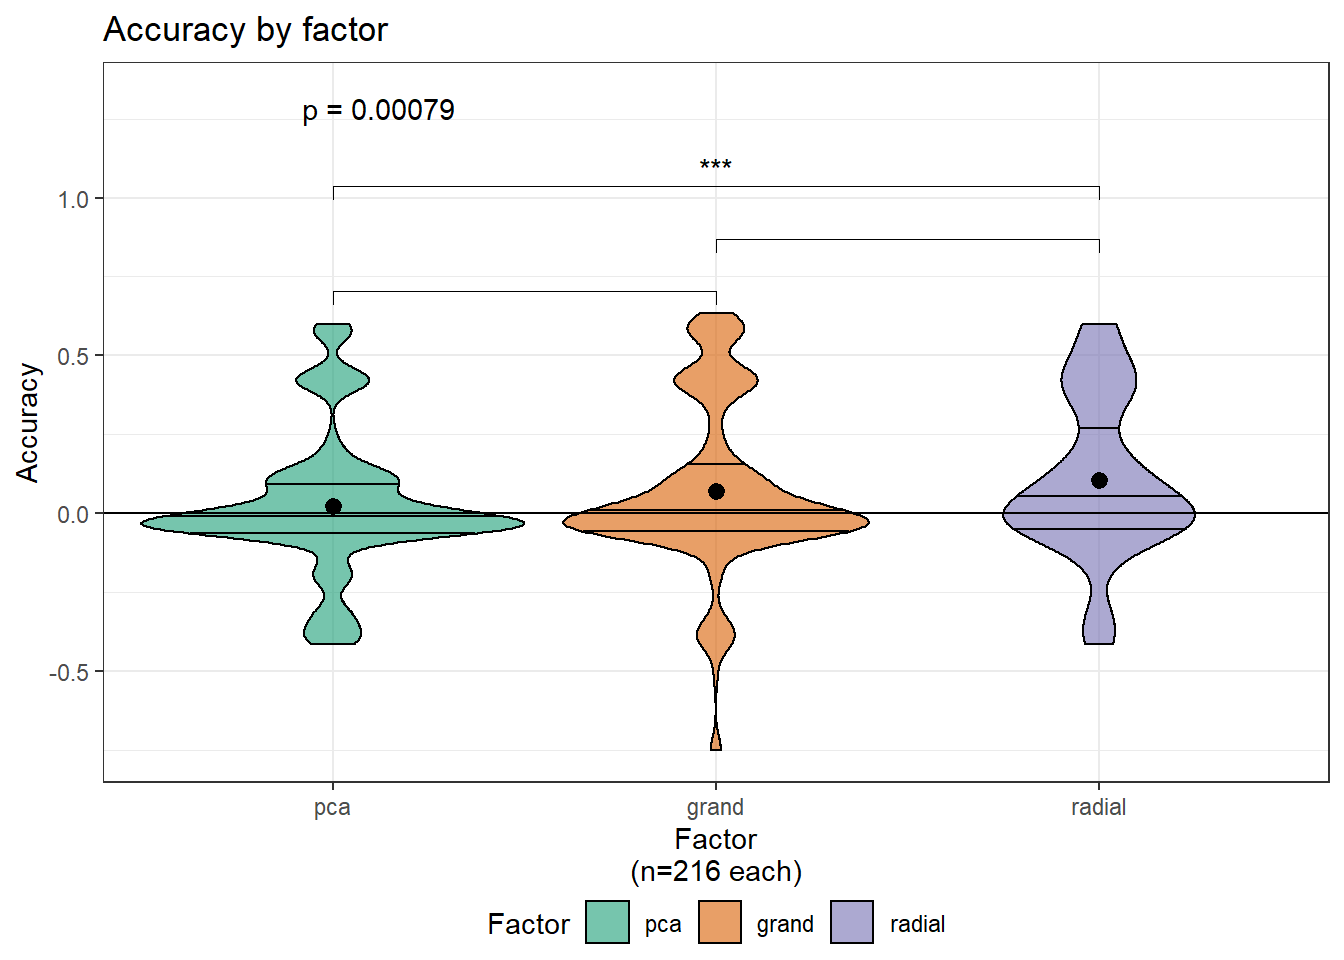 Accuracy by factor
p = 0.00079
***
1.0
0.5
0.0
-0.5
Accuracy
pca grand radial
Factor
(n=216 each)
Factor pca grand radial